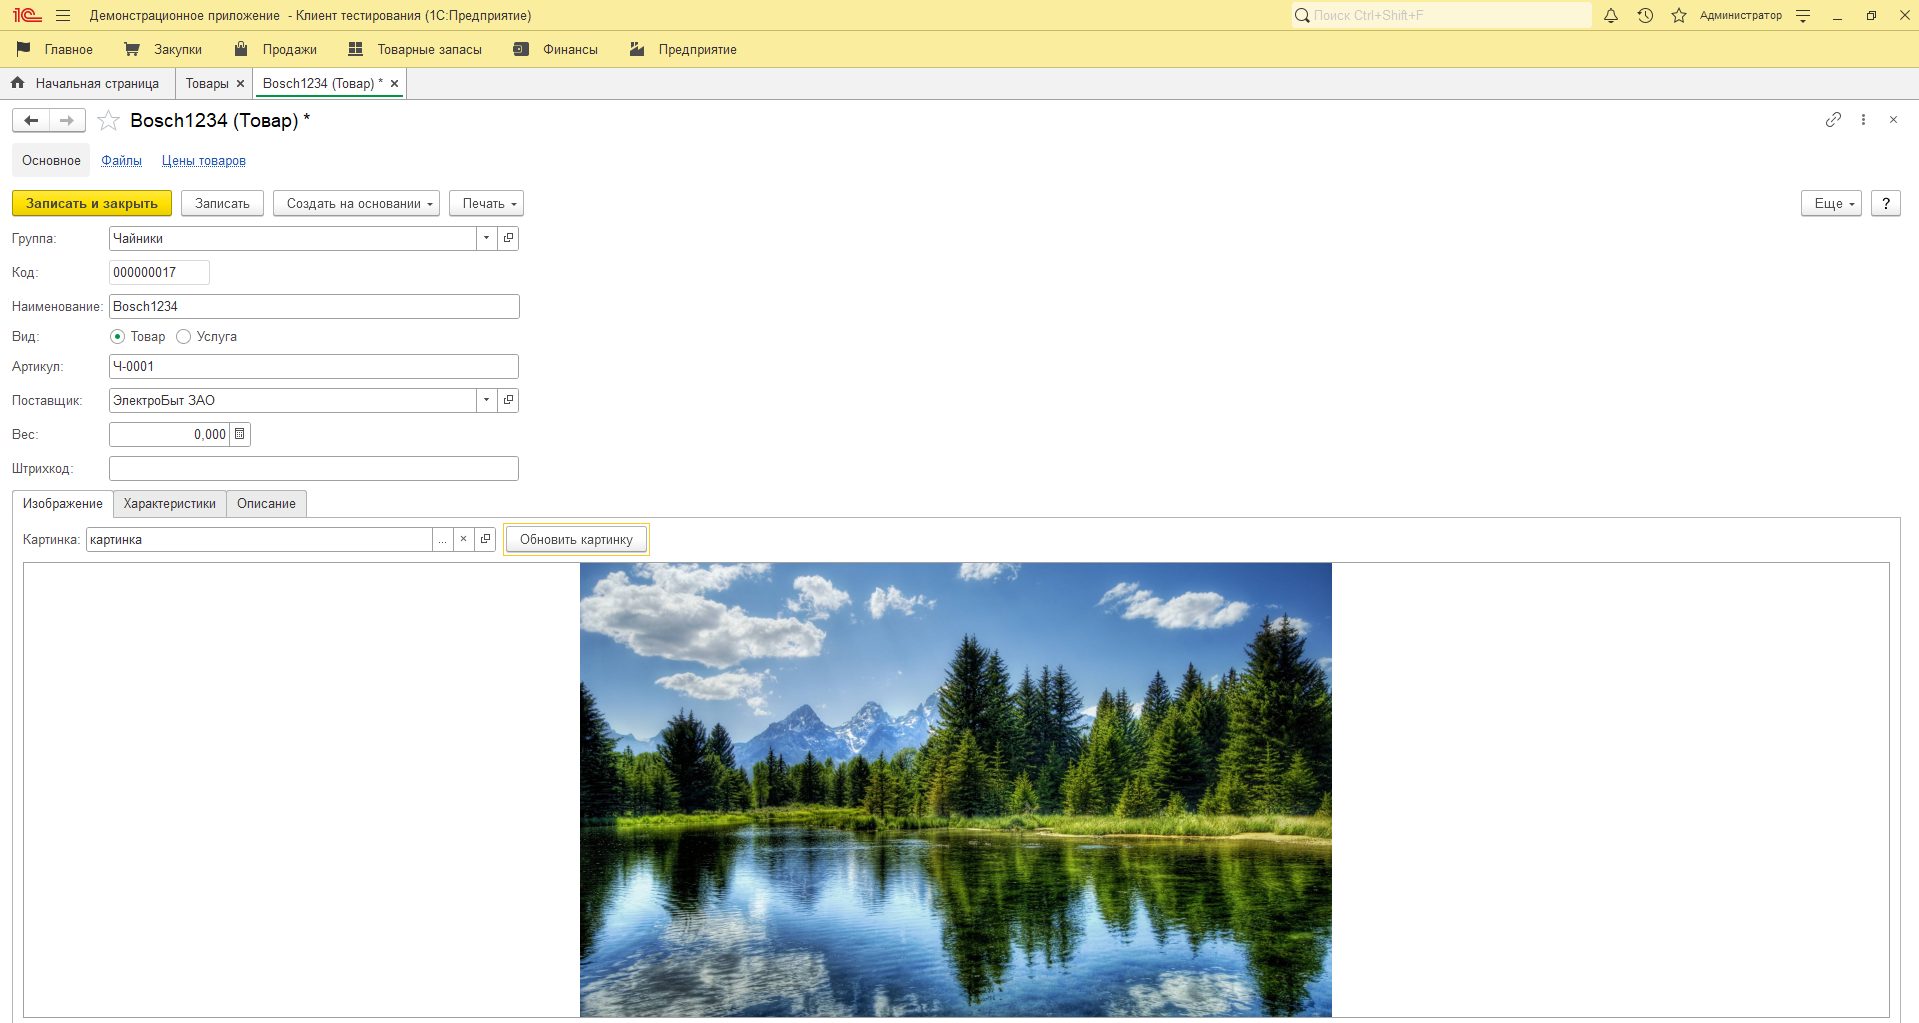 1С Демонстрационное приложение - Клиент тестирования (1С:Предприятие) Поиск Ctrl+Shift+F Администратор
Главное Закупки Продажи Товарные запасы Финансы Предприятие
Начальная страница Товары × Bosch1234 (Товар) * ×
Bosch1234 (Товар) *
Основное Файлы Цены товаров
Записать и закрыть Записать Создать на основании Печать Еще ?
Группа: Чайники
Код: 000000017
Наименование: Bosch1234
Вид: Товар Услуга
Артикул: Ч-0001
Поставщик: ЭлектроБыт ЗАО
Вес: 0,000
Штрихкод:
Изображение Характеристики Описание
Картинка: картинка ... × Обновить картинку